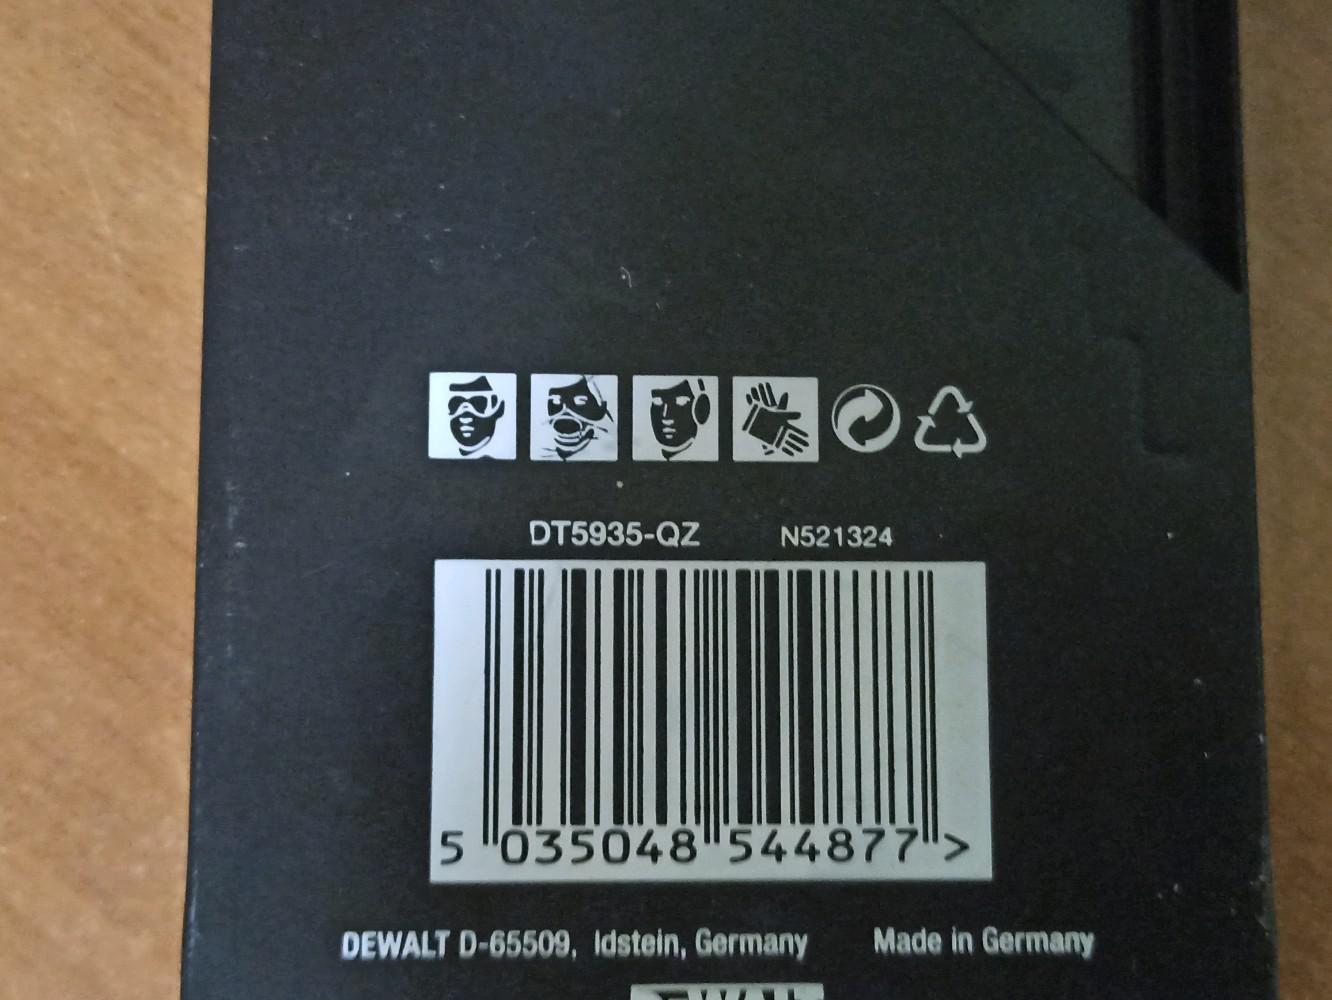 DT5935-QZ N521324
5 035048 544877 >
DEWALT D-65509, Idstein, Germany Made in Germany